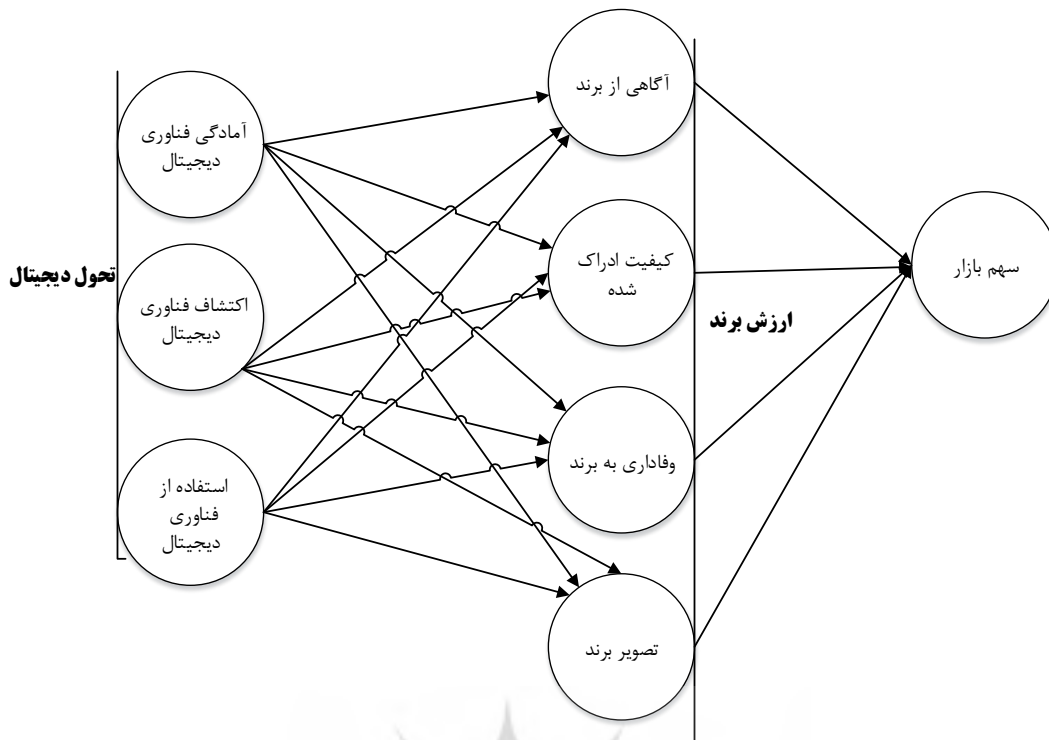 تحول دیجیتال
آمادگی فناوری
دیجیتال
اکتشاف فناوری
دیجیتال
استفاده از
فناوری
دیجیتال
آگاهی از برند
کیفیت ادراک
شده
وفاداری به برند
تصویر برند
ارزش برند
سهم بازار